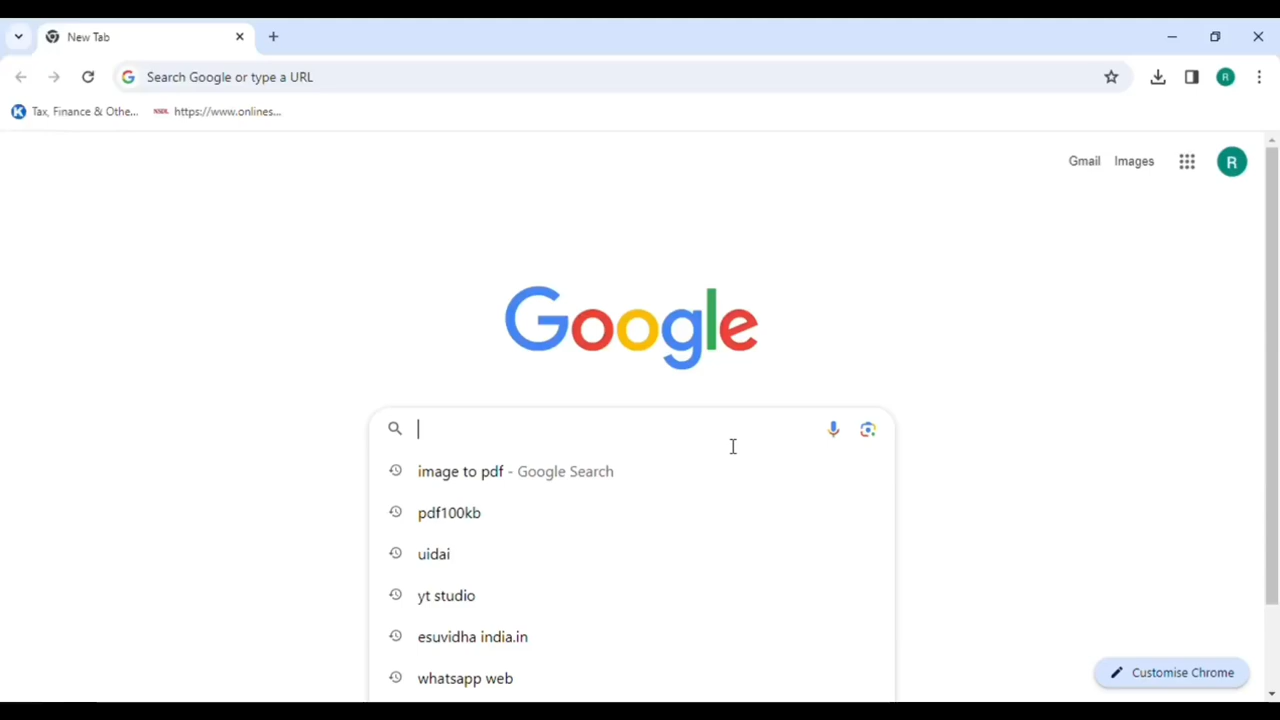 New Tab
Search Google or type a URL
Tax, Finance & Othe... NSDL https://www.onlines...
Gmail Images R
Google
image to pdf - Google Search
pdf100kb
uidai
yt studio
esuvidha india.in
whatsapp web
Customise Chrome